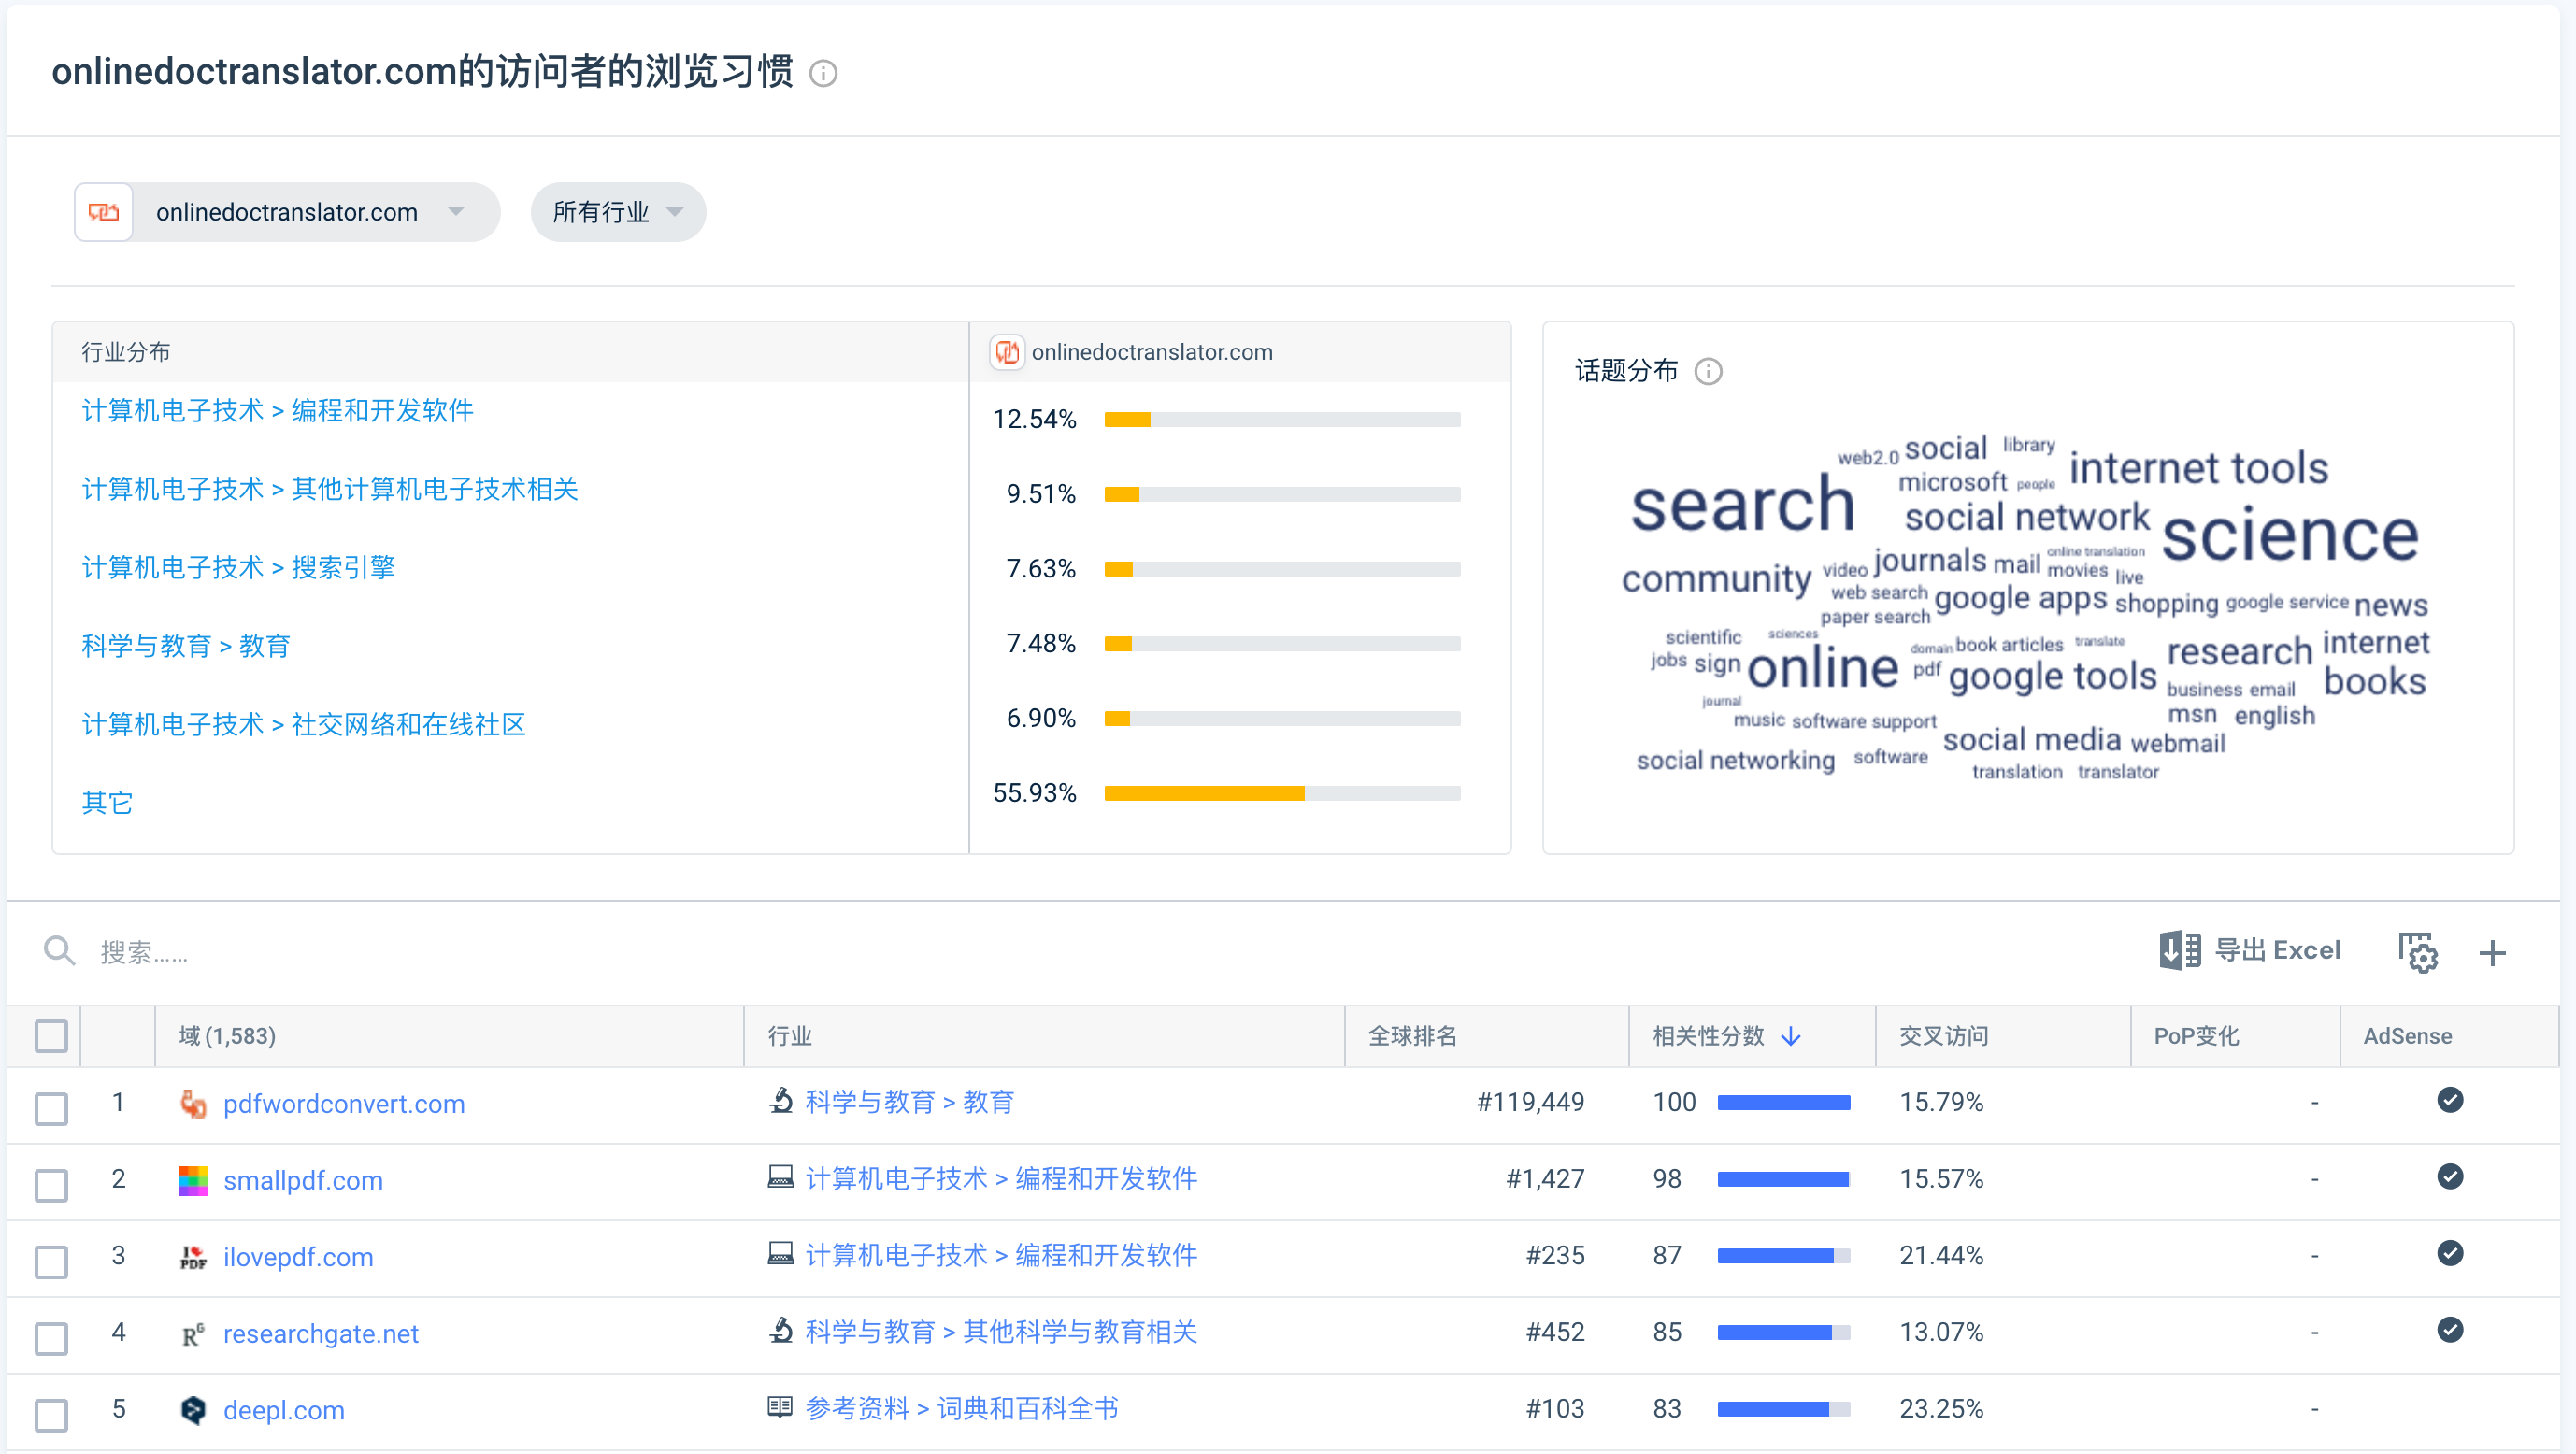 onlinedoctranslator.com的访问者的浏览习惯
onlinedoctranslator.com
所有行业
行业分布
onlinedoctranslator.com
计算机电子技术 > 编程和开发软件
12.54%
计算机电子技术 > 其他计算机电子技术相关
9.51%
计算机电子技术 > 搜索引擎
7.63%
科学与教育 > 教育
7.48%
计算机电子技术 > 社交网络和在线社区
6.90%
其它
55.93%
话题分布
web2.0 social library
microsoft people internet tools
search social network science
journals mail online translation
community video movies live
web search google apps shopping google service news
paper search
scientific sciences domain book articles translate research internet
jobs sign online pdf google tools business email books
journal msn english
music software support
social media webmail
social networking software
translation translator
搜索......
导出 Excel
域 (1,583) 行业 全球排名 相关性分数 交叉访问 PoP变化 AdSense
1 pdfwordconvert.com 科学与教育 > 教育 #119,449 100 15.79% -
2 smallpdf.com 计算机电子技术 > 编程和开发软件 #1,427 98 15.57% -
3 I PDF ilovepdf.com 计算机电子技术 > 编程和开发软件 #235 87 21.44% -
4 RG researchgate.net 科学与教育 > 其他科学与教育相关 #452 85 13.07% -
5 deepl.com 参考资料 > 词典和百科全书 #103 83 23.25% -